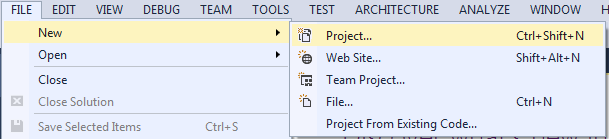 FILE EDIT VIEW DEBUG TEAM TOOLS TEST ARCHITECTURE ANALYZE WINDOW
New
Open
Close
Close Solution
Save Selected Items Ctrl+S
Project... Ctrl+Shift+N
Web Site... Shift+Alt+N
Team Project...
File... Ctrl+N
Project From Existing Code...